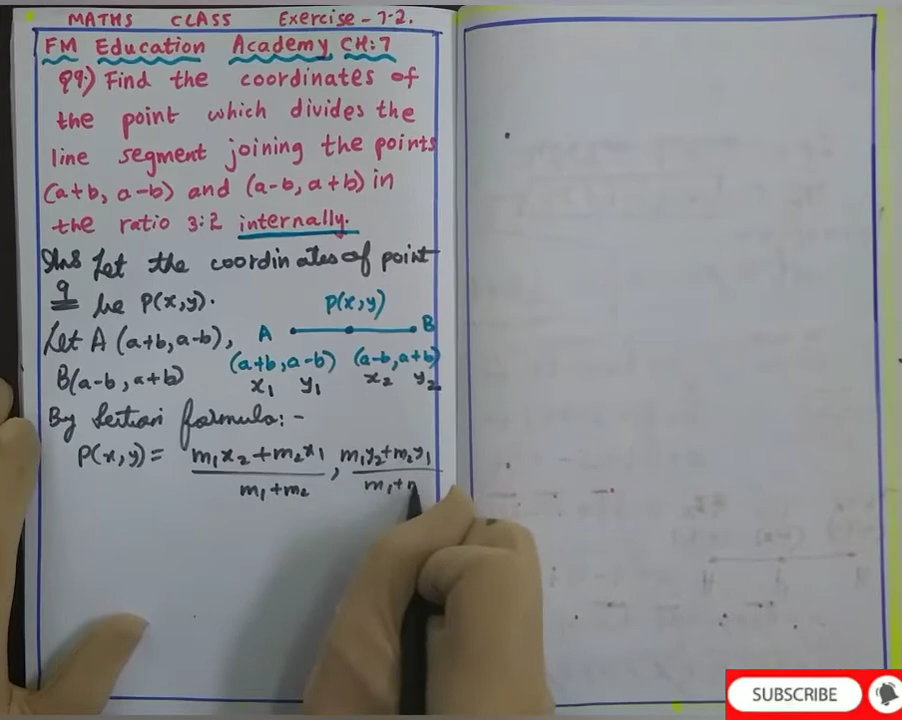 MATHS CLASS Exercise - 7.2.
FM Education Academy CH:7
Q9:) Find the coordinates of
the point which divides the
line segment joining the points
(a+b, a-b) and (a-b, a+b) in
the ratio 3:2 internally.
Ans Let the coordinates of point
9 be P(x,y).
P(x,y)
Let A (a+b, a-b),
A B
B(a-b, a+b)
(a+b, a-b) (a-b, a+b)
x₁ y₁ x₂ y₂
By Section formula:-
P(x,y) = m₁x₂+m₂x₁ , m₁y₂+m₂y₁
m₁+m₂ m₁+
SUBSCRIBE